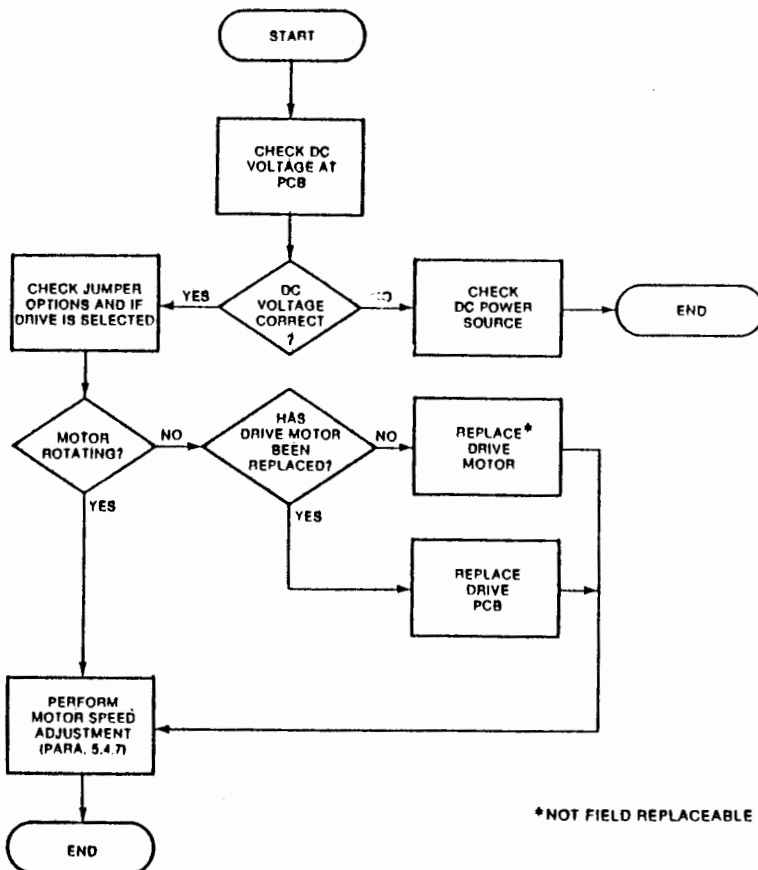 START
CHECK DC
VOLTAGE AT
PCB
DC
VOLTAGE
CORRECT
?
YES
NO
CHECK JUMPER
OPTIONS AND IF
DRIVE IS SELECTED
CHECK
DC POWER
SOURCE
END
MOTOR
ROTATING?
NO
YES
HAS
DRIVE MOTOR
BEEN
REPLACED?
NO
YES
REPLACE*
DRIVE
MOTOR
REPLACE
DRIVE
PCB
PERFORM
MOTOR SPEED
ADJUSTMENT
(PARA. 5.4.7)
END
*NOT FIELD REPLACEABLE